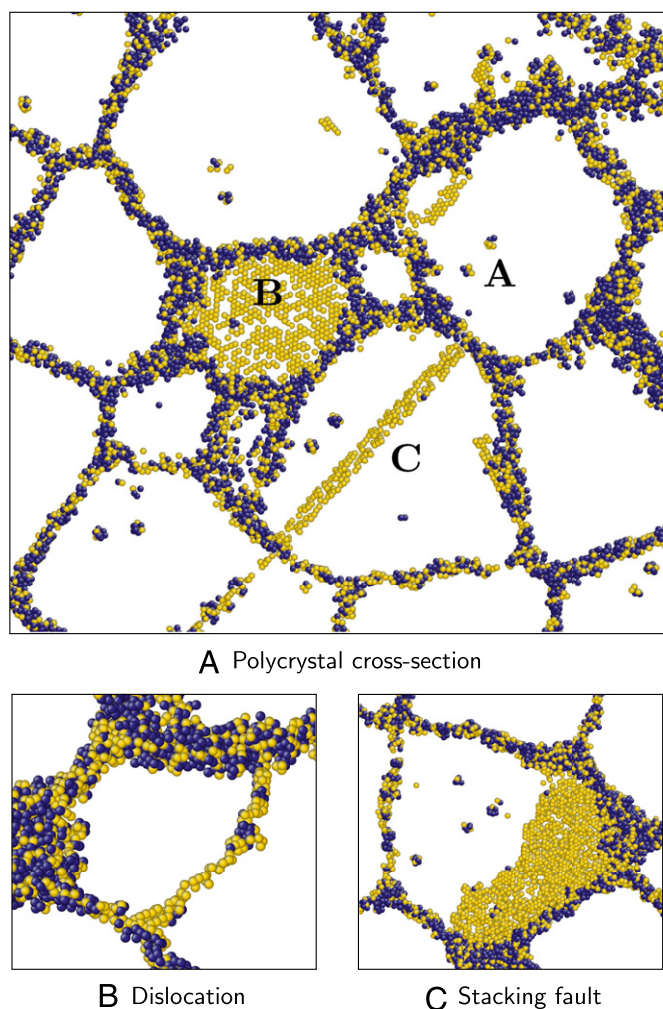 A
B
C
A Polycrystal cross-section
B Dislocation
C Stacking fault